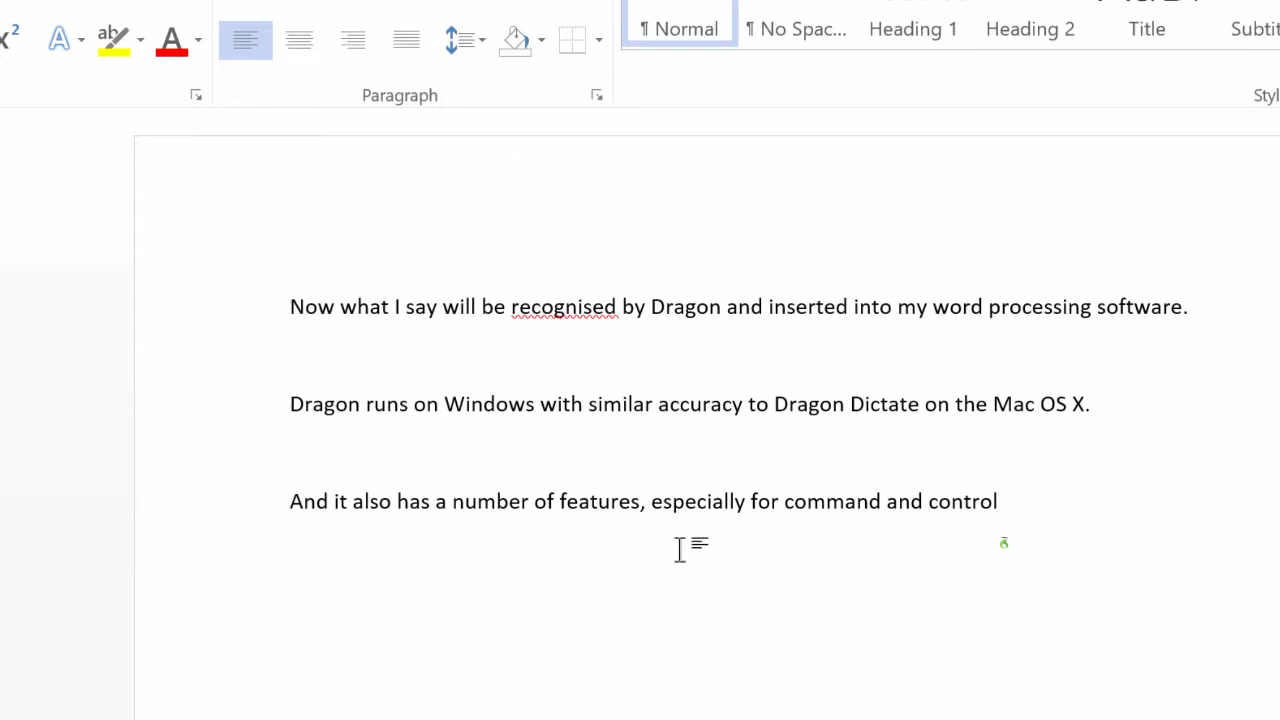 ¶ Normal ¶ No Spac... Heading 1 Heading 2 Title
Paragraph
Now what I say will be recognised by Dragon and inserted into my word processing software.
Dragon runs on Windows with similar accuracy to Dragon Dictate on the Mac OS X.
And it also has a number of features, especially for command and control